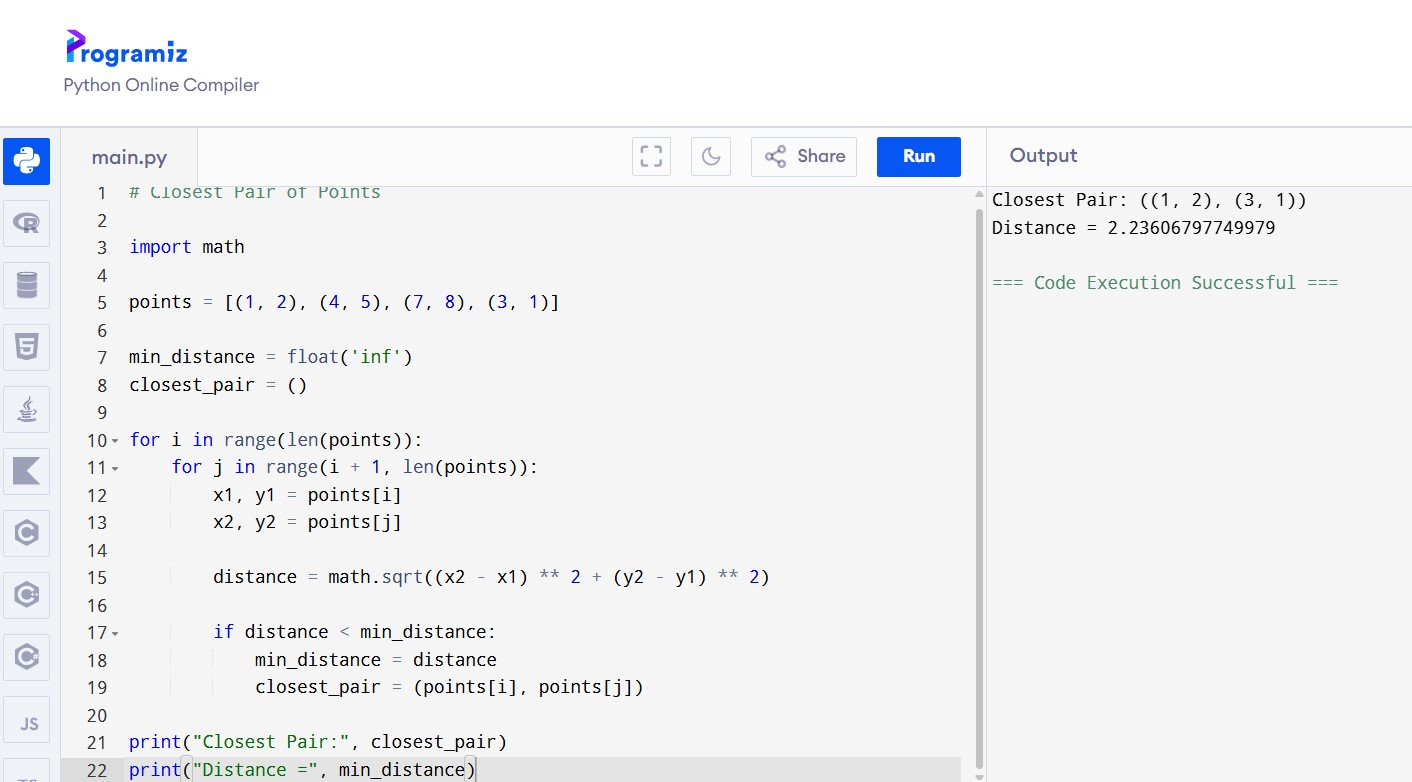 Programiz
Python Online Compiler
main.py
Share
Run
Output
1 # Closest Pair of Points
2
3 import math
4
5 points = [(1, 2), (4, 5), (7, 8), (3, 1)]
6
7 min_distance = float('inf')
8 closest_pair = ()
9
10 for i in range(len(points)):
11     for j in range(i + 1, len(points)):
12         x1, y1 = points[i]
13         x2, y2 = points[j]
14
15         distance = math.sqrt((x2 - x1) ** 2 + (y2 - y1) ** 2)
16
17         if distance < min_distance:
18             min_distance = distance
19             closest_pair = (points[i], points[j])
20
21 print("Closest Pair:", closest_pair)
22 print("Distance =", min_distance)
Closest Pair: ((1, 2), (3, 1))
Distance = 2.23606797749979
=== Code Execution Successful ===
R
5
C
C+
C#
JS